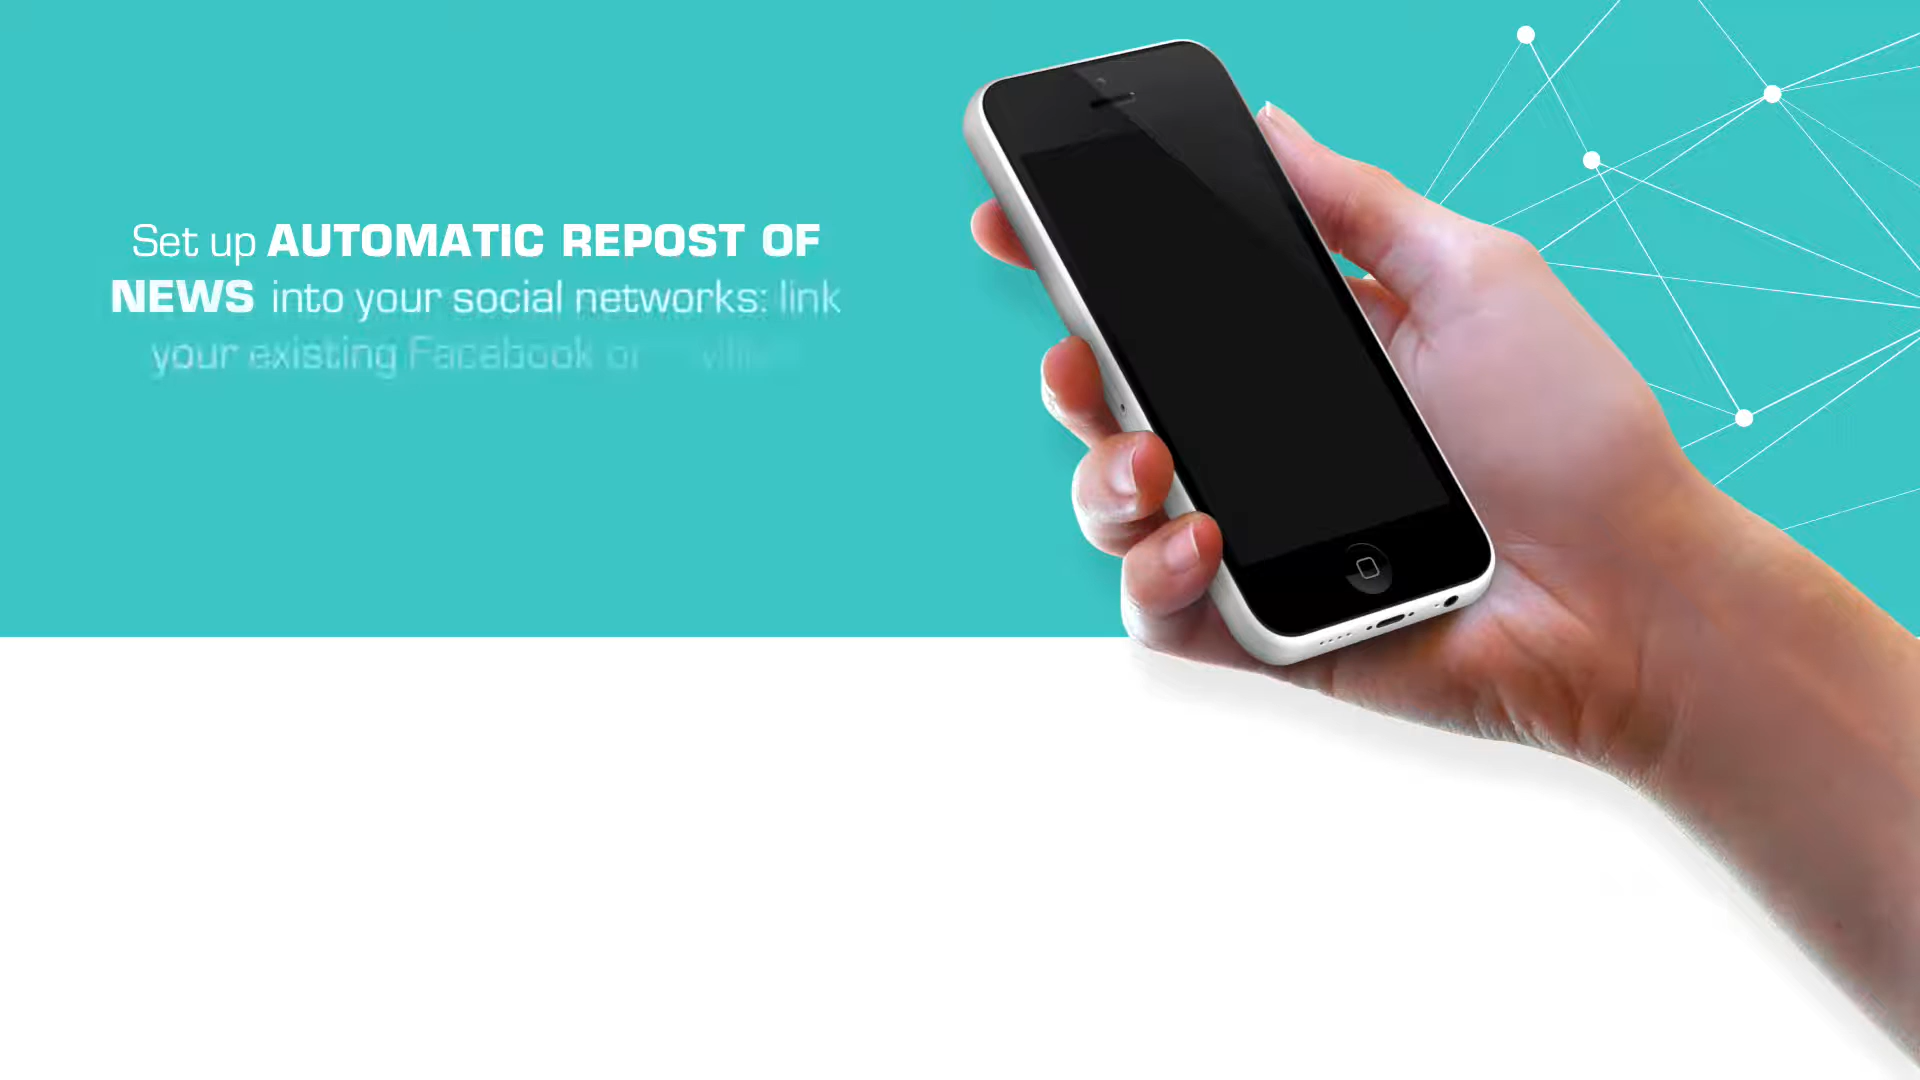 Set up AUTOMATIC REPOST OF
NEWS into your social networks: link
your existing Facebook or